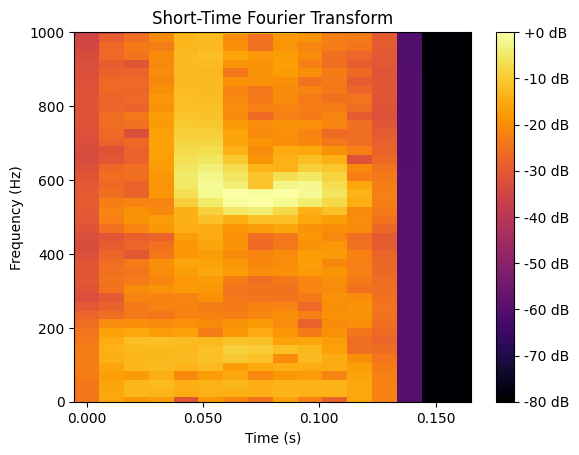 Short-Time Fourier Transform
1000
800
600
400
200
0
Frequency (Hz)
0.000
0.050
0.100
0.150
Time (s)
+0 dB
-10 dB
-20 dB
-30 dB
-40 dB
-50 dB
-60 dB
-70 dB
-80 dB